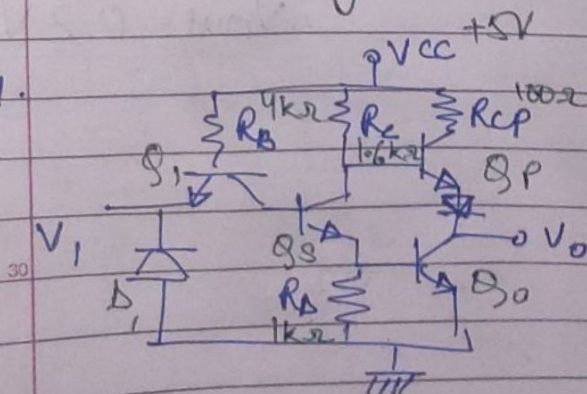 VCC +5V
4kΩ 100Ω
RB RC RCP
1.6kΩ
Q1 QP
V1 QS Vo
30
D1 RD Qo
1kΩ